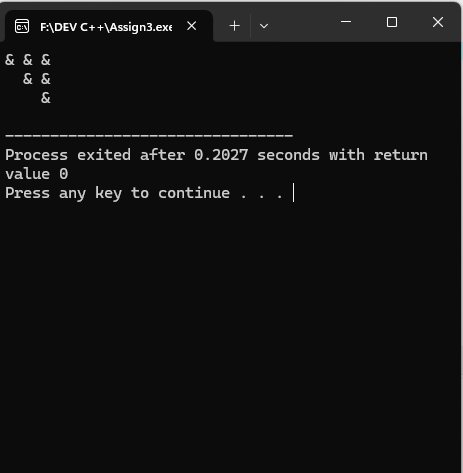 F:\DEV C++\Assign3.exe
& & &
  & &
    &
--------------------------------
Process exited after 0.2027 seconds with return
value 0
Press any key to continue . . .